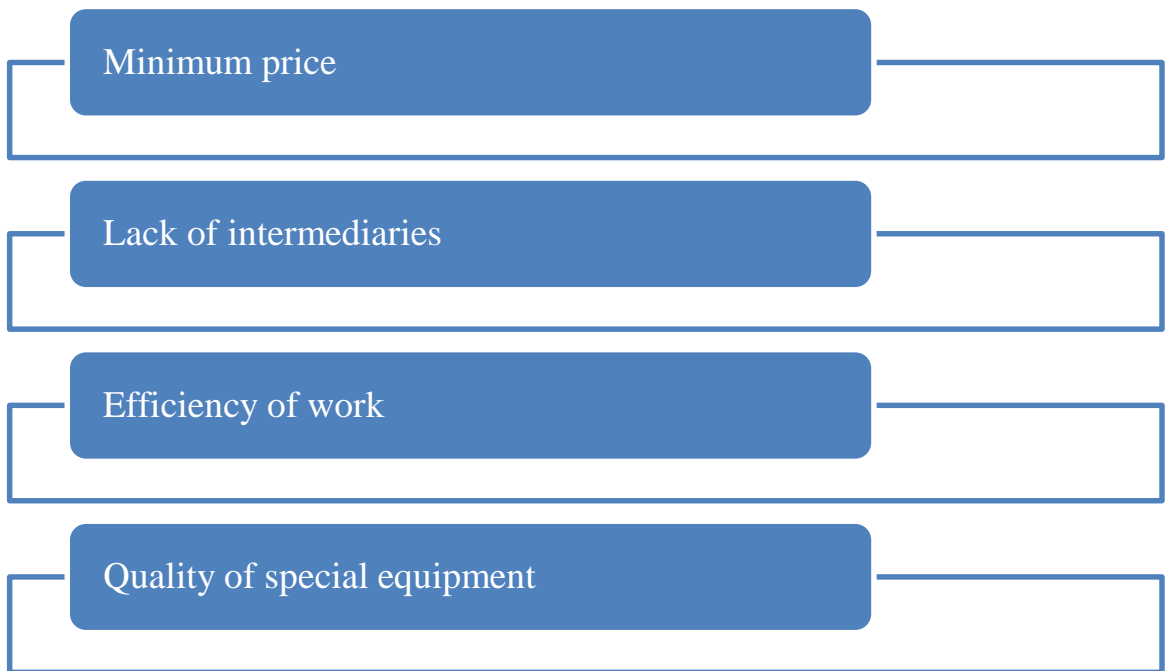 Minimum price
Lack of intermediaries
Efficiency of work
Quality of special equipment